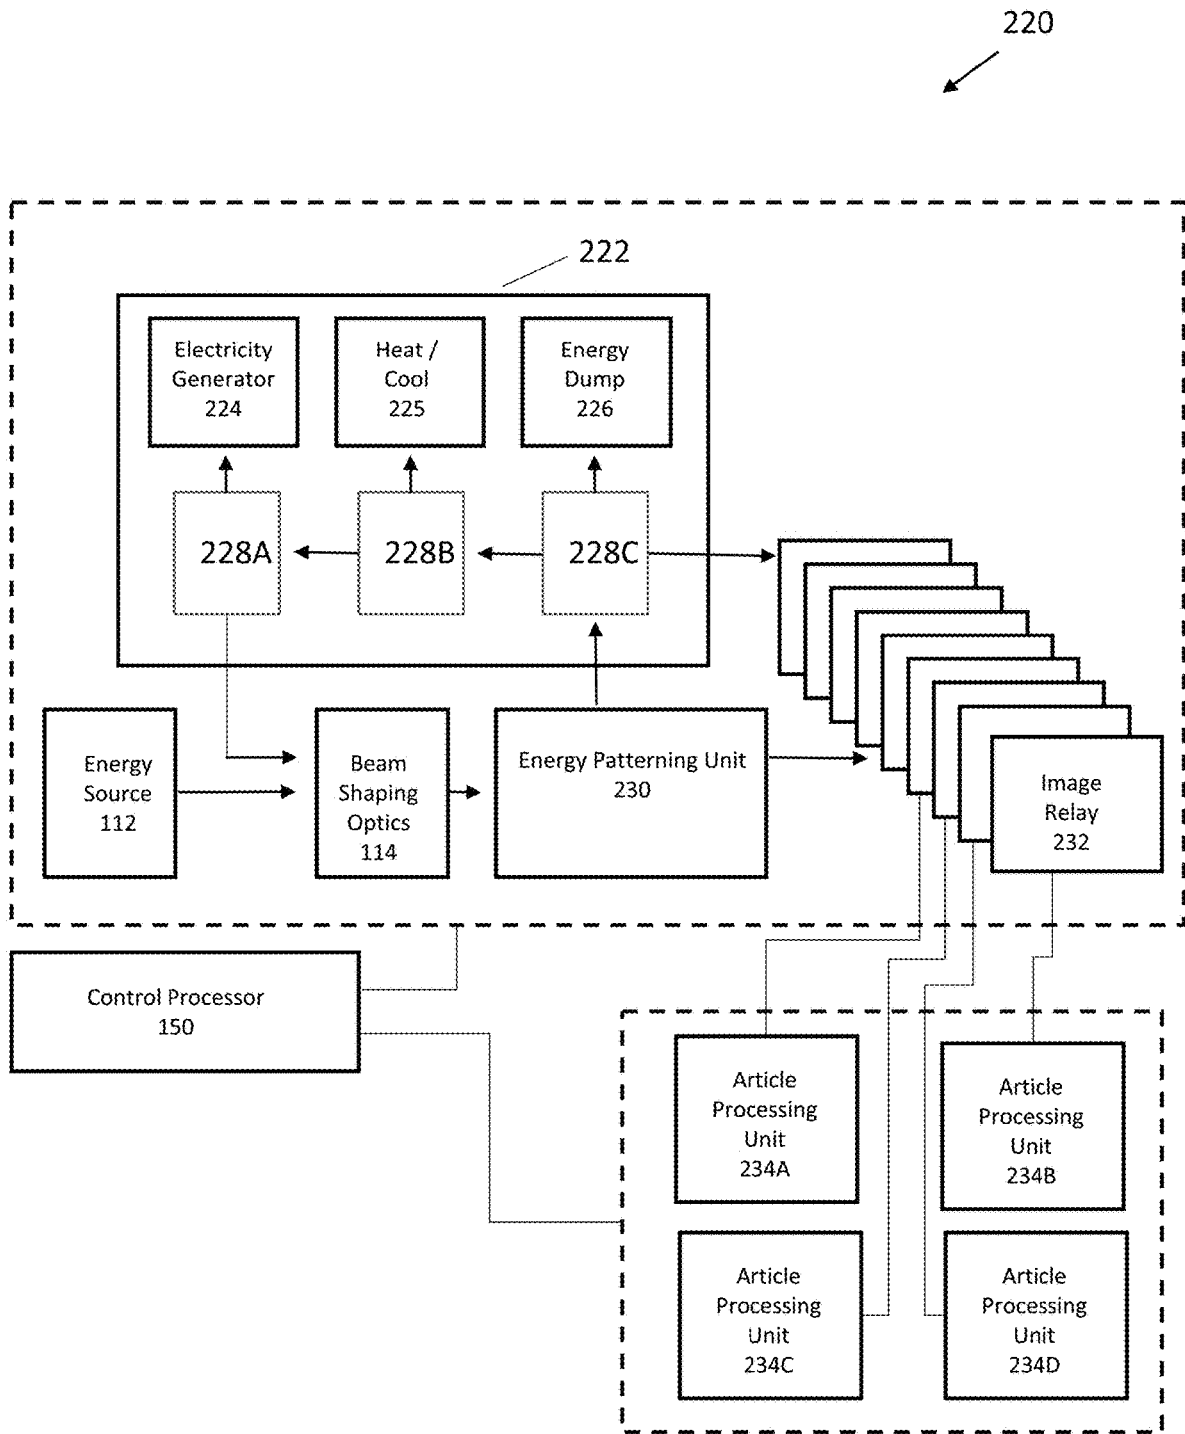 220
222
Electricity
Generator
224
Heat /
Cool
225
Energy
Dump
226
228A
228B
228C
Energy
Source
112
Beam
Shaping
Optics
114
Energy Patterning Unit
230
Image
Relay
232
Control Processor
150
Article
Processing
Unit
234A
Article
Processing
Unit
234B
Article
Processing
Unit
234C
Article
Processing
Unit
234D